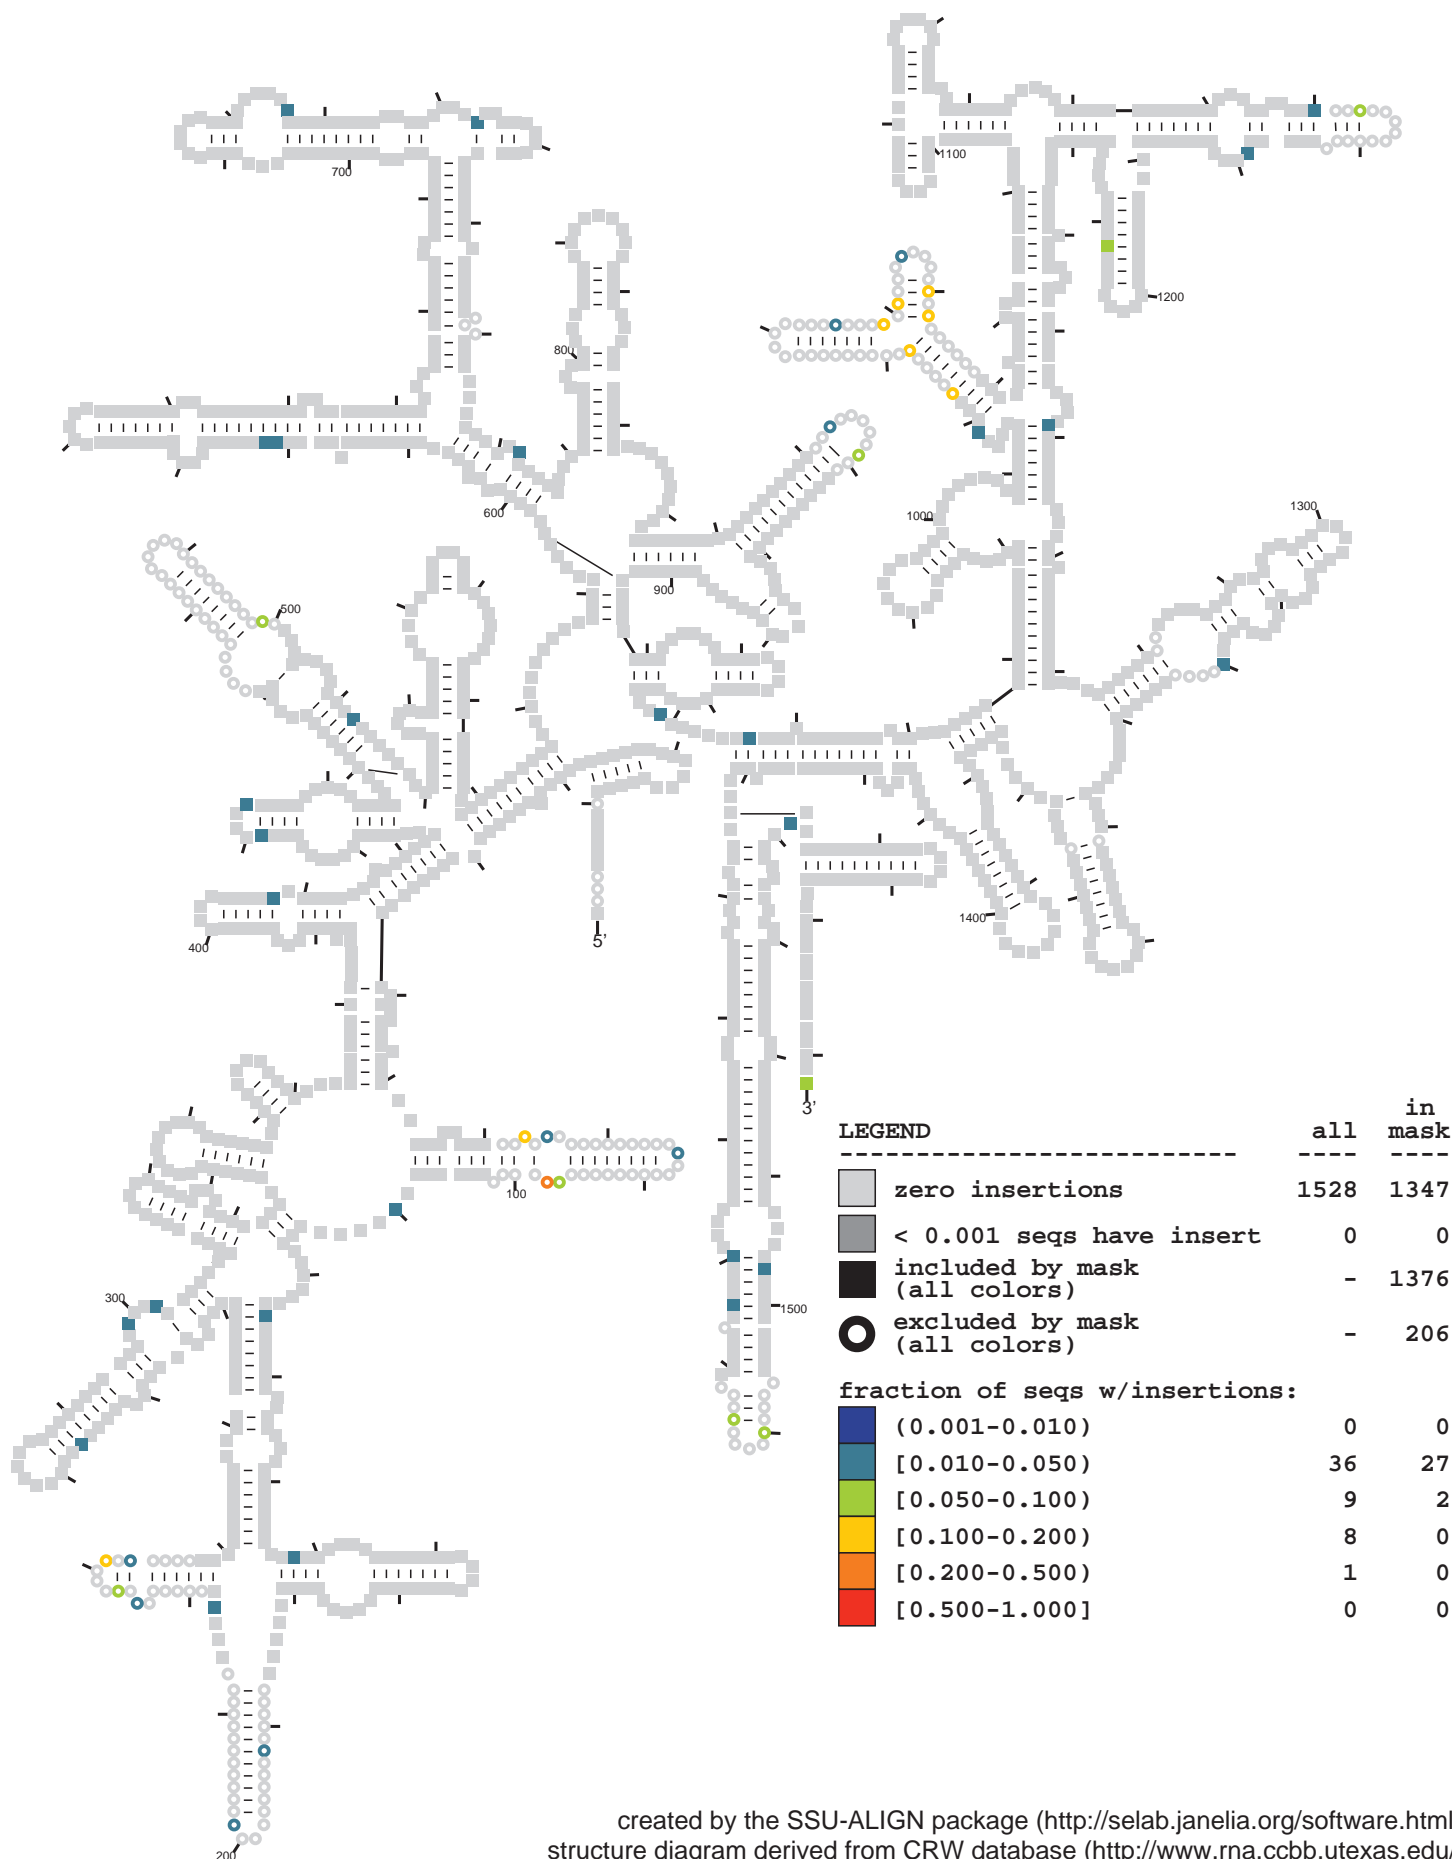 700
1100
1200
800
600
1000
1300
900
500
400
5'
1400
3'
100
300
1500
200
LEGEND all in mask
zero insertions 1528 1347
< 0.001 seqs have insert 0 0
included by mask (all colors) - 1376
excluded by mask (all colors) - 206
fraction of seqs w/insertions:
(0.001-0.010) 0 0
[0.010-0.050) 36 27
[0.050-0.100) 9 2
[0.100-0.200) 8 0
[0.200-0.500) 1 0
[0.500-1.000] 0 0
created by the SSU-ALIGN package (http://selab.janelia.org/software.html
structure diagram derived from CRW database (http://www.rna.ccbb.utexas.edu/